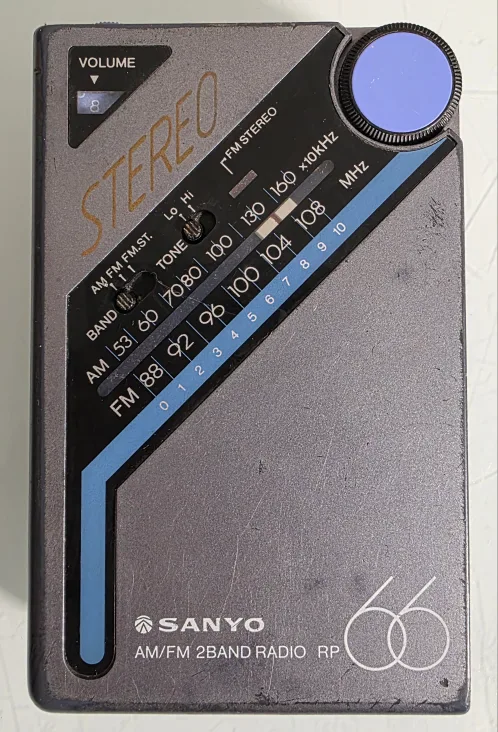 VOLUME
8
STEREO
FM STEREO
Lo Hi
TONE
AM FM FM-ST.
BAND
AM 53 60 70 80 100 130 160 x10kHz
FM 88 92 96 100 104 108 MHz
0 1 2 3 4 5 6 7 8 9 10
SANYO
AM/FM 2BAND RADIO RP 66